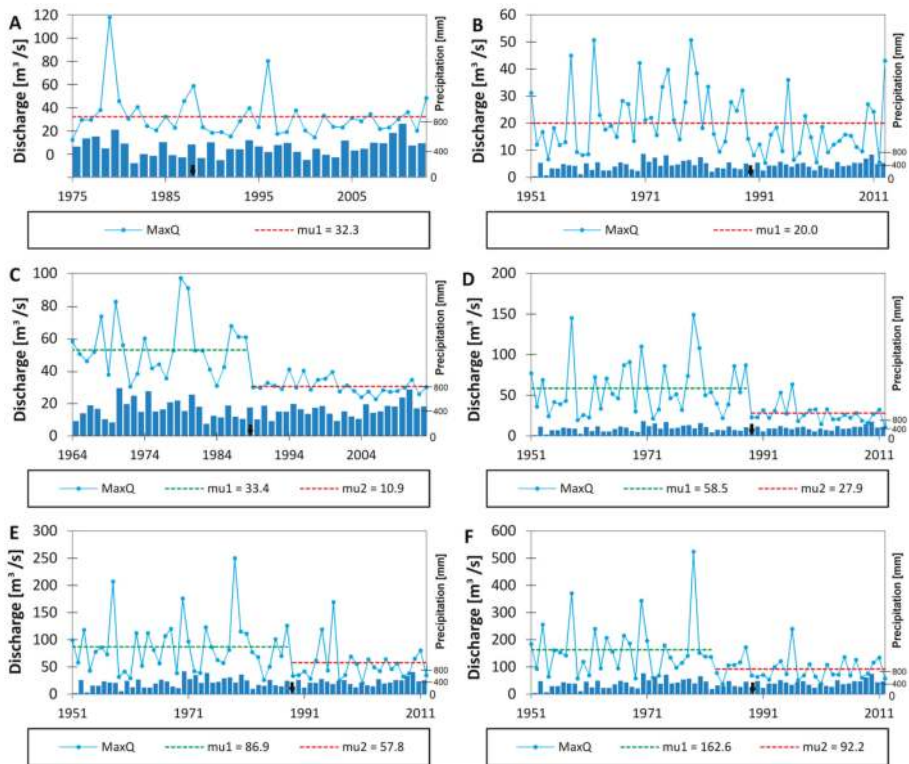 A
Discharge [m³ /s]
120
100
80
60
40
20
0
Precipitation [mm]
800
400
0
1975 1985 1995 2005
MaxQ mu1 = 32.3
B
Discharge [m³ /s]
60
50
40
30
20
10
0
Precipitation [mm]
800
400
0
1951 1971 1991 2011
MaxQ mu1 = 20.0
C
Discharge [m³ /s]
100
80
60
40
20
0
Precipitation [mm]
800
400
0
1964 1974 1984 1994 2004
MaxQ mu1 = 33.4 mu2 = 10.9
D
Discharge [m³ /s]
200
150
100
50
0
Precipitation [mm]
800
400
0
1951 1971 1991 2011
MaxQ mu1 = 58.5 mu2 = 27.9
E
Discharge [m³ /s]
300
250
200
150
100
50
0
Precipitation [mm]
800
400
0
1951 1971 1991 2011
MaxQ mu1 = 86.9 mu2 = 57.8
F
Discharge [m³ /s]
600
500
400
300
200
100
0
Precipitation [mm]
800
400
0
1951 1971 1991 2011
MaxQ mu1 = 162.6 mu2 = 92.2